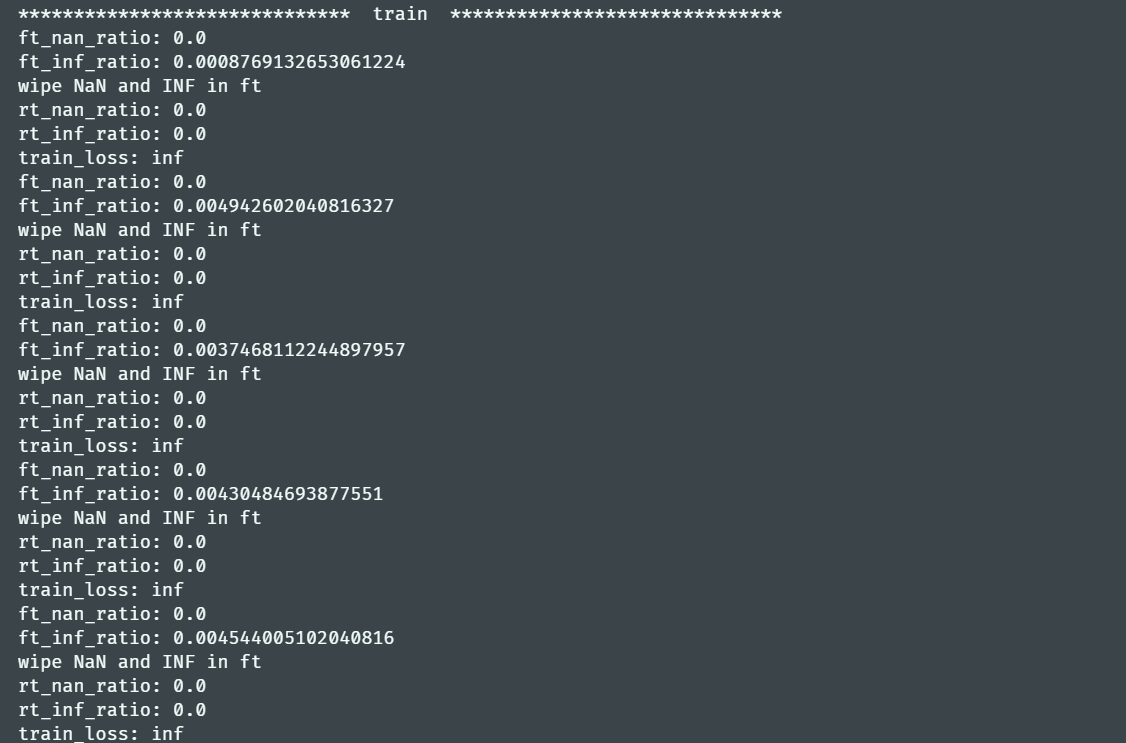 ****************************** train ******************************
ft_nan_ratio: 0.0
ft_inf_ratio: 0.0008769132653061224
wipe NaN and INF in ft
rt_nan_ratio: 0.0
rt_inf_ratio: 0.0
train_loss: inf
ft_nan_ratio: 0.0
ft_inf_ratio: 0.004942602040816327
wipe NaN and INF in ft
rt_nan_ratio: 0.0
rt_inf_ratio: 0.0
train_loss: inf
ft_nan_ratio: 0.0
ft_inf_ratio: 0.0037468112244897957
wipe NaN and INF in ft
rt_nan_ratio: 0.0
rt_inf_ratio: 0.0
train_loss: inf
ft_nan_ratio: 0.0
ft_inf_ratio: 0.00430484693877551
wipe NaN and INF in ft
rt_nan_ratio: 0.0
rt_inf_ratio: 0.0
train_loss: inf
ft_nan_ratio: 0.0
ft_inf_ratio: 0.004544005102040816
wipe NaN and INF in ft
rt_nan_ratio: 0.0
rt_inf_ratio: 0.0
train_loss: inf